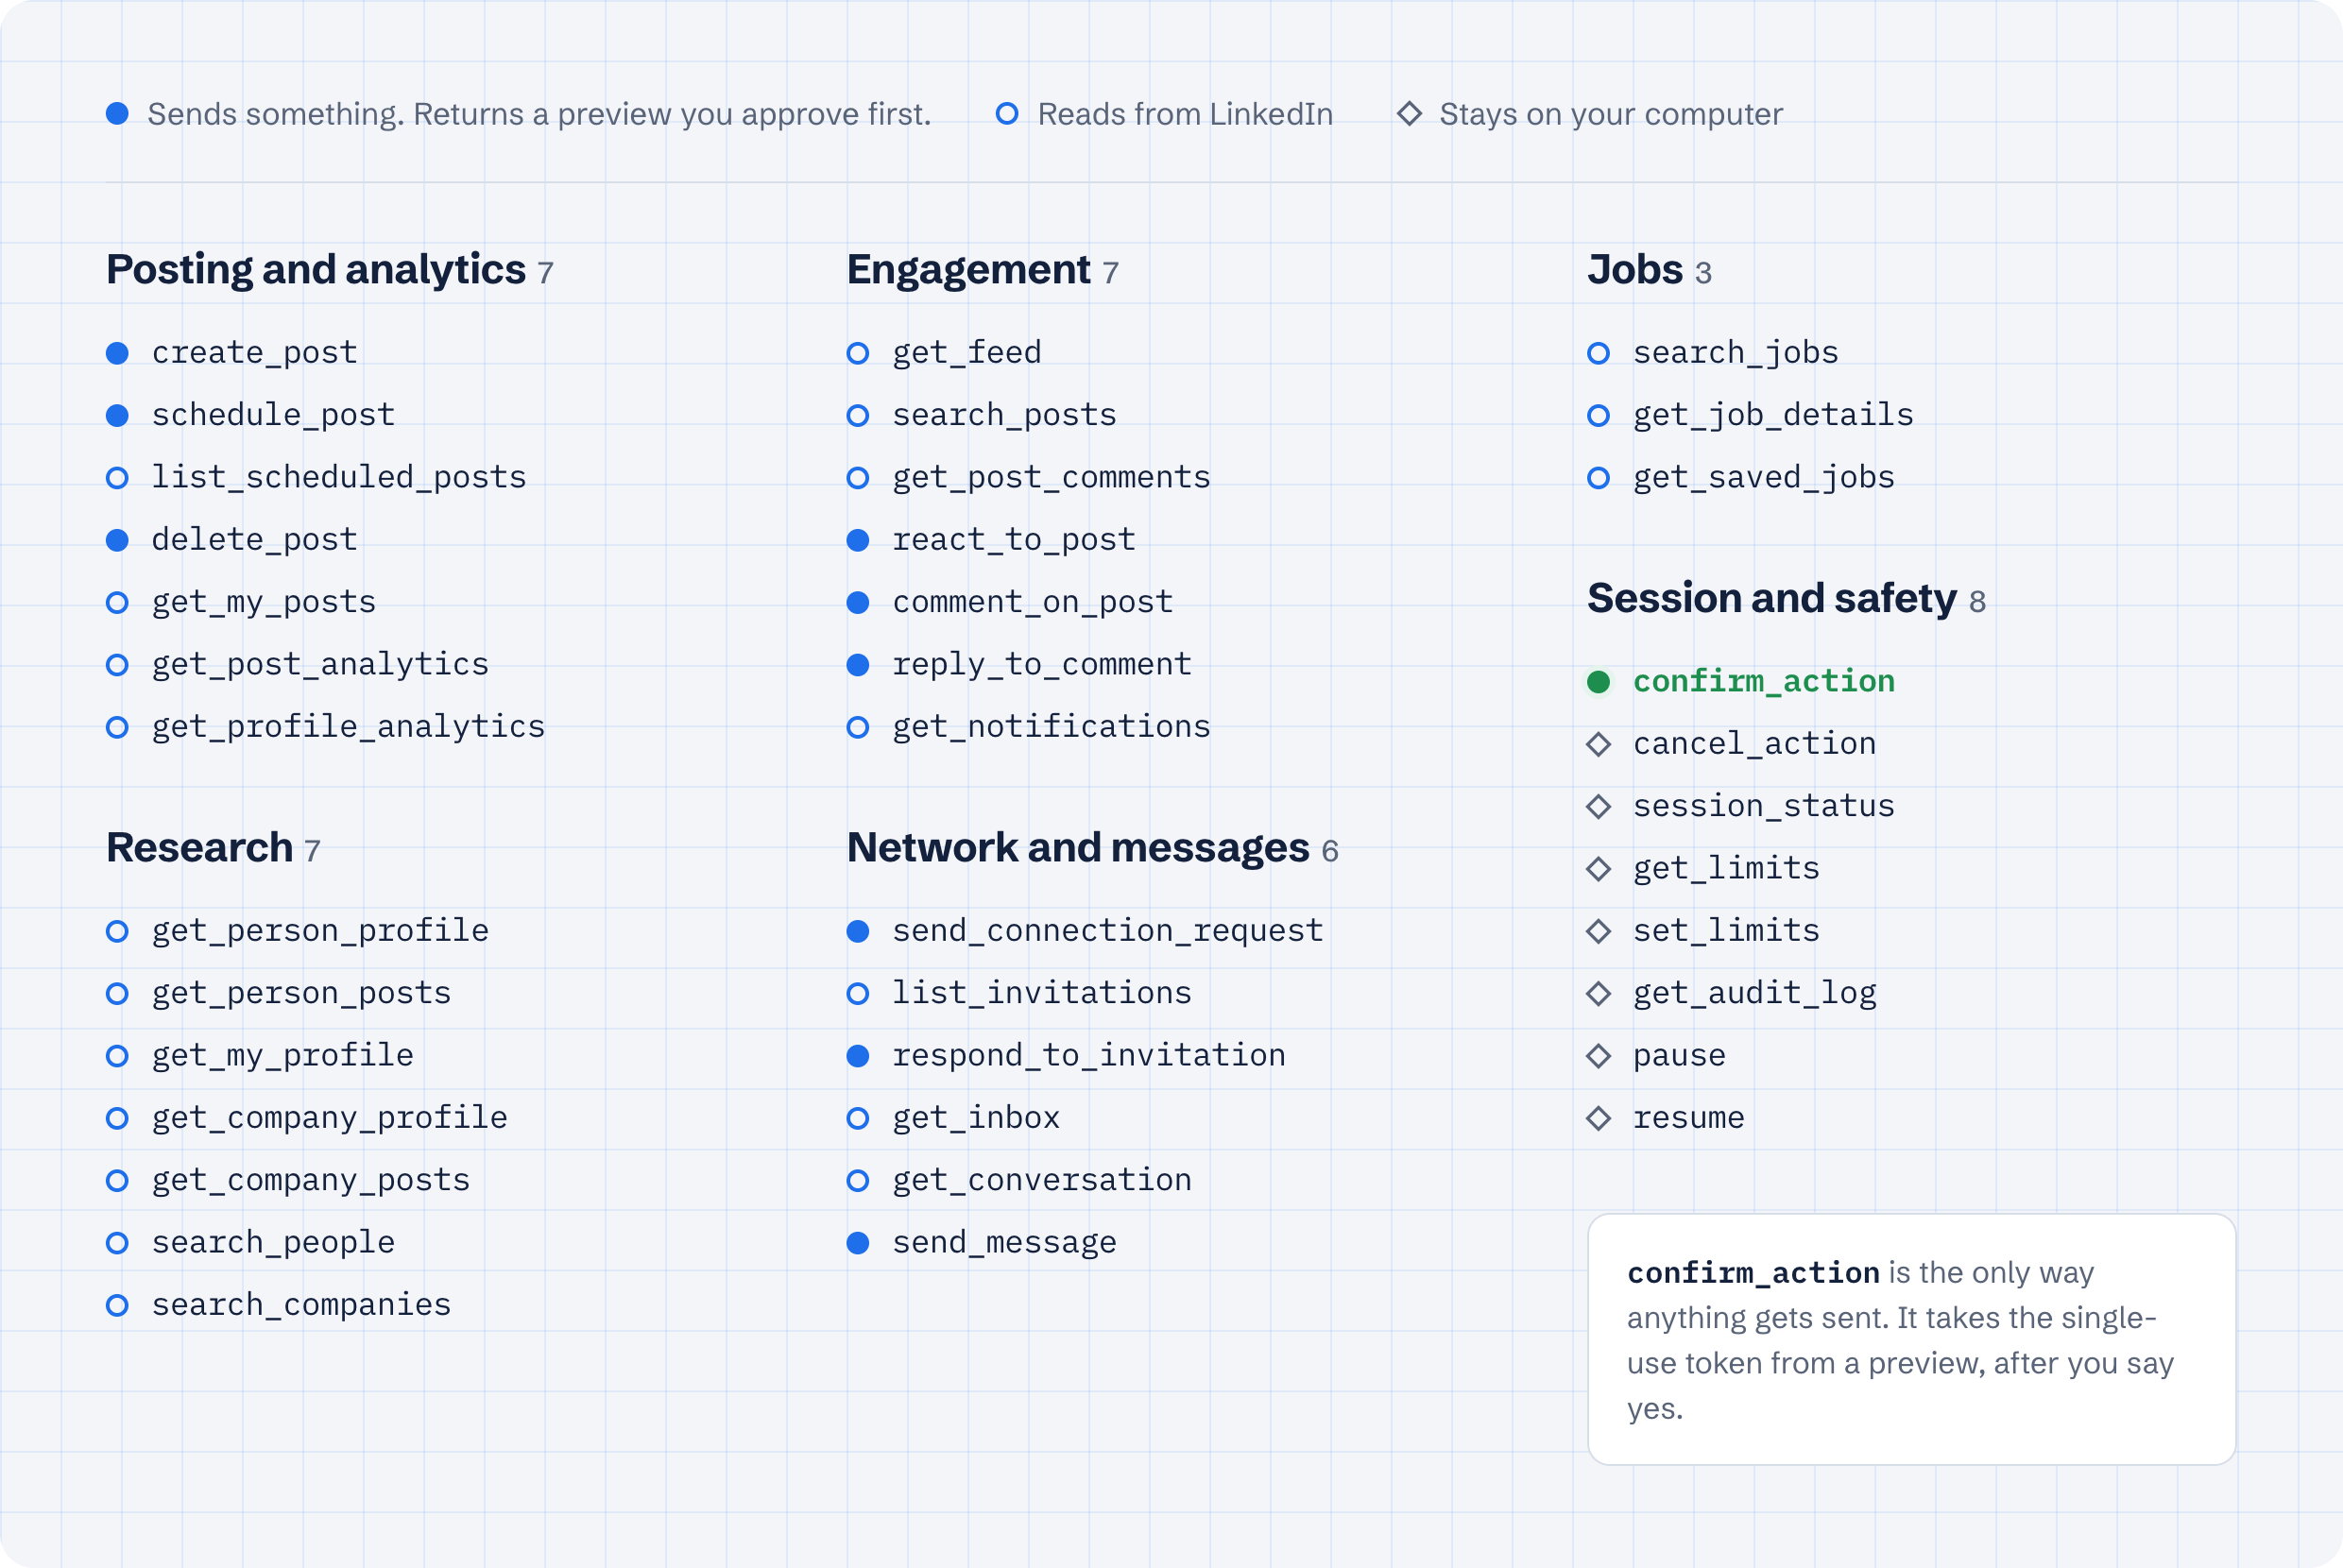 Sends something. Returns a preview you approve first.
Reads from LinkedIn
Stays on your computer
Posting and analytics 7
create_post
schedule_post
list_scheduled_posts
delete_post
get_my_posts
get_post_analytics
get_profile_analytics
Research 7
get_person_profile
get_person_posts
get_my_profile
get_company_profile
get_company_posts
search_people
search_companies
Engagement 7
get_feed
search_posts
get_post_comments
react_to_post
comment_on_post
reply_to_comment
get_notifications
Network and messages 6
send_connection_request
list_invitations
respond_to_invitation
get_inbox
get_conversation
send_message
Jobs 3
search_jobs
get_job_details
get_saved_jobs
Session and safety 8
confirm_action
cancel_action
session_status
get_limits
set_limits
get_audit_log
pause
resume
confirm_action is the only way
anything gets sent. It takes the single-
use token from a preview, after you say
yes.